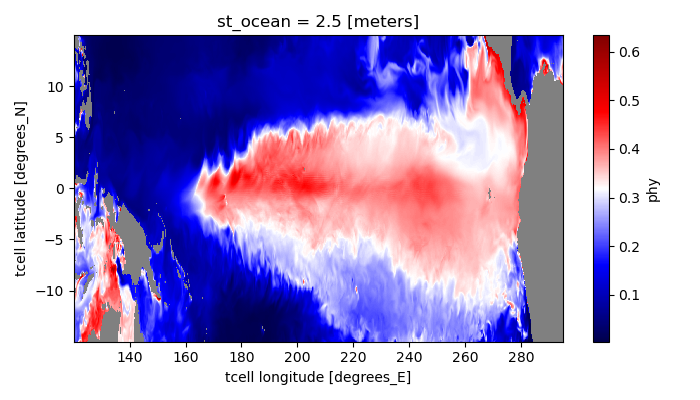 st_ocean = 2.5 [meters]
10
5
0
−5
−10
tcell latitude [degrees_N]
140 160 180 200 220 240 260 280
tcell longitude [degrees_E]
0.6
0.5
0.4
0.3
0.2
0.1
phy